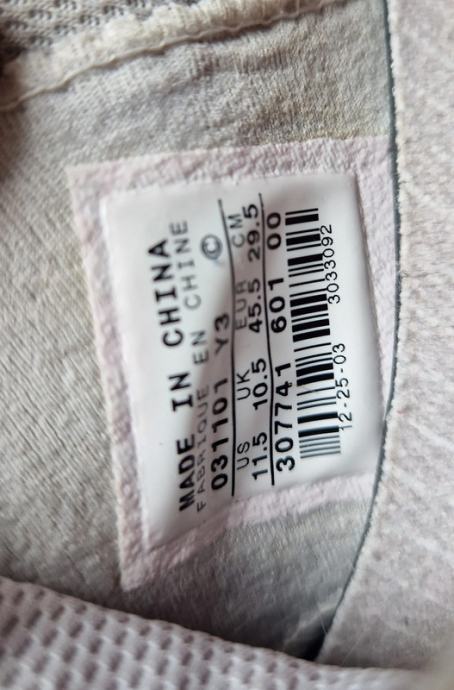 MADE IN CHINA
FABRIQUE EN CHINE
031101 Y3 ©
US UK EUR CM
11.5 10.5 45.5 29.5
307741 601 00
3033092
12-25-03